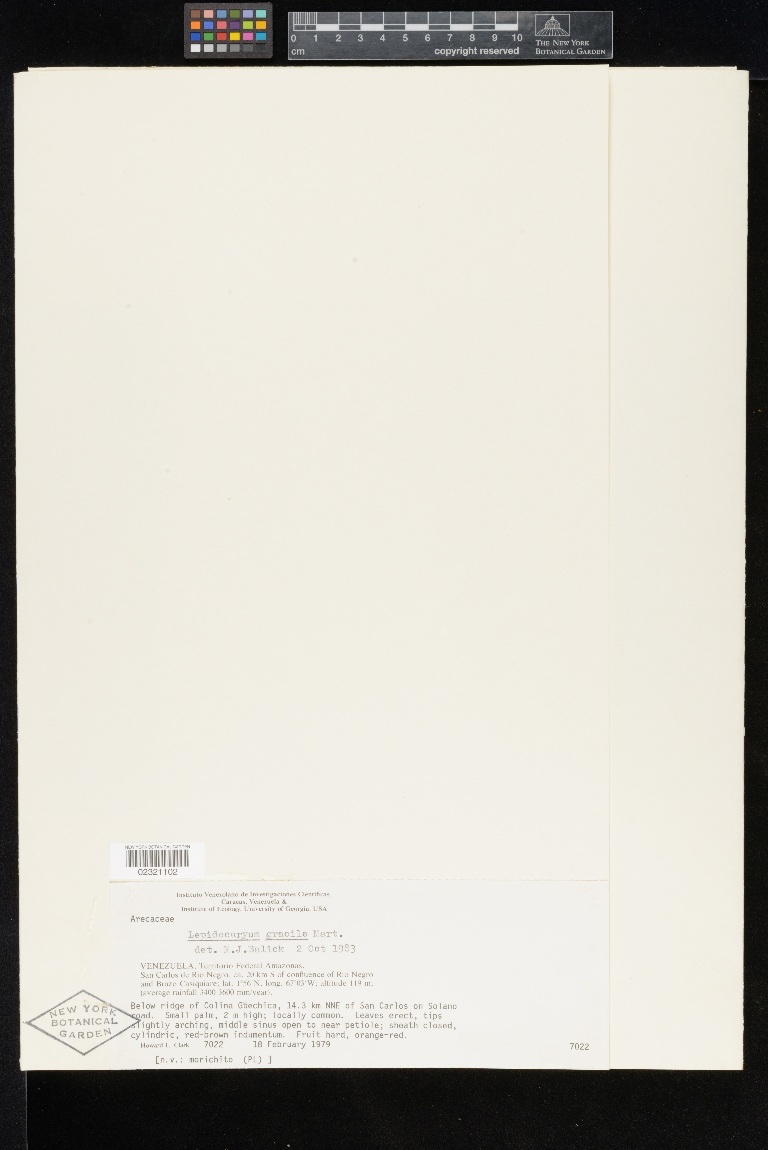 0 1 2 3 4 5 6 7 8 9 10
cm
copyright reserved
THE NEW YORK
BOTANICAL GARDEN
NEW YORK BOTANICAL GARDEN
02321102
Instituto Venezolano de Investigaciones Cientificas,
Caracas, Venezuela &
Institute of Ecology, University of Georgia, USA
Arecaceae
Lepidocaryum gracile Mart.
det. M.J.Balick 2 Oct 1983
VENEZUELA, Territorio Federal Amazonas.
San Carlos de Rio Negro, ca. 20 km S of confluence of Rio Negro
and Brazo Casiquiare; lat. 1°56'N, long. 67°03'W; altitude 119 m.
(average rainfall 3400-3600 mm/year).
Below ridge of Colina Gbechica, 14.3 km NNE of San Carlos on Solano
road. Small palm, 2 m high; locally common. Leaves erect, tips
slightly arching, middle sinus open to near petiole; sheath closed,
cylindric, red-brown indumentum. Fruit hard, orange-red.
Howard L. Clark 7022 18 February 1979
7022
[n.v.: morichito (Pl) ]
NEW YORK
BOTANICAL
GARDEN